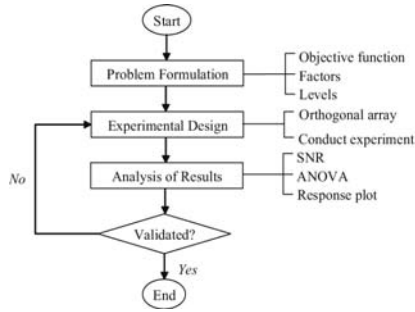 Start
Problem Formulation
Objective function
Factors
Levels
Experimental Design
Orthogonal array
Conduct experiment
Analysis of Results
SNR
ANOVA
Response plot
No
Validated?
Yes
End